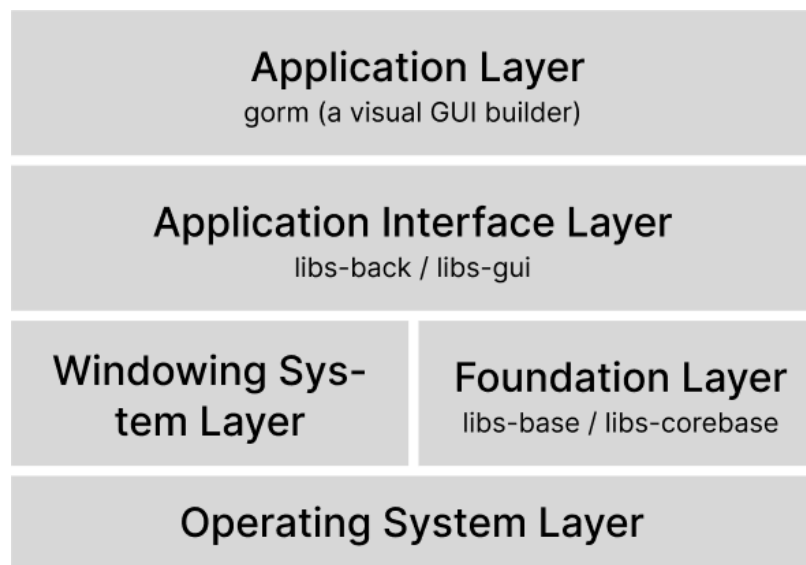 Application Layer
gorm (a visual GUI builder)
Application Interface Layer
libs-back / libs-gui
Windowing Sys-
tem Layer
Foundation Layer
libs-base / libs-corebase
Operating System Layer